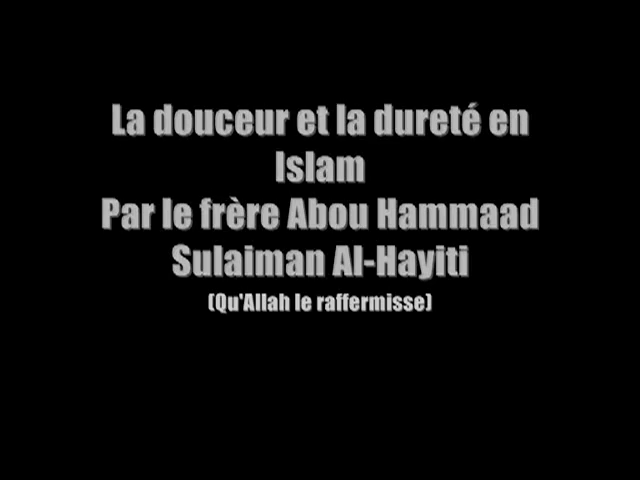 La douceur et la dureté en
Islam
Par le frère Abou Hammaad
Sulaiman Al-Hayiti
(Qu'Allah le raffermisse)